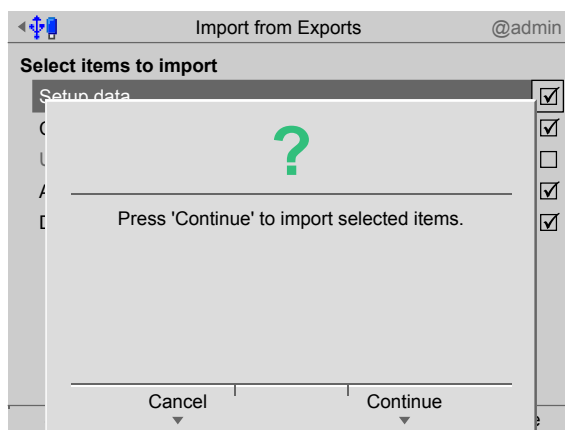 Import from Exports @admin
Select items to import
Setup data
?
Press 'Continue' to import selected items.
Cancel Continue